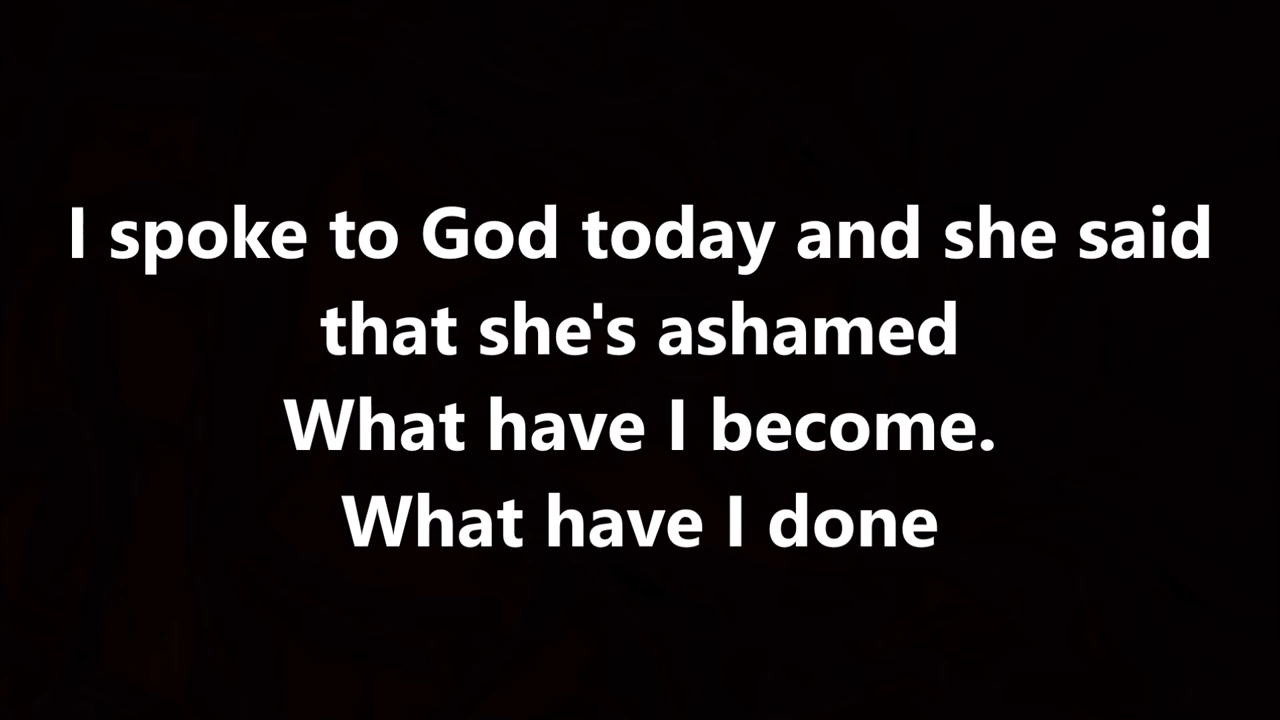 I spoke to God today and she said
that she's ashamed
What have I become.
What have I done